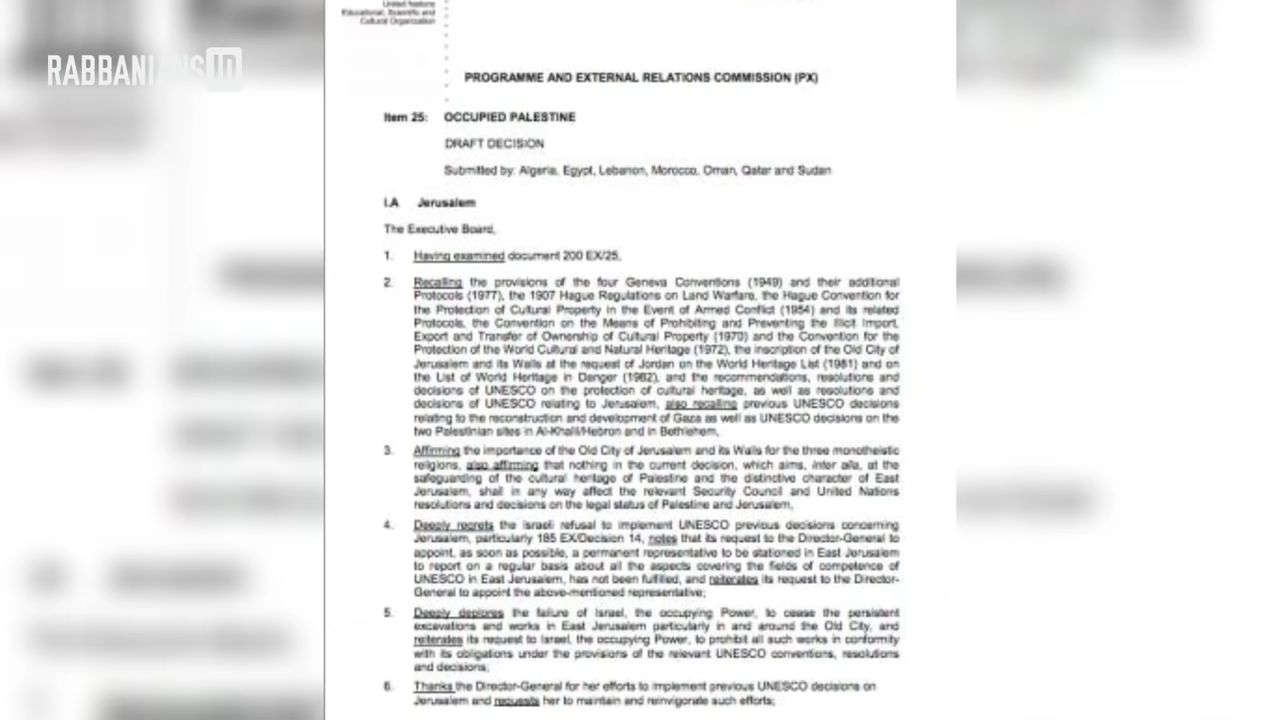 United Nations
Educational, Scientific and
Cultural Organization
RABBANIANS ID
PROGRAMME AND EXTERNAL RELATIONS COMMISSION (PX)
Item 25: OCCUPIED PALESTINE
DRAFT DECISION
Submitted by: Algeria, Egypt, Lebanon, Morocco, Oman, Qatar and Sudan
I.A Jerusalem
The Executive Board,
1. Having examined document 200 EX/25,
2. Recalling the provisions of the four Geneva Conventions (1949) and their additional
Protocols (1977), the 1907 Hague Regulations on Land Warfare, the Hague Convention for
the Protection of Cultural Property in the Event of Armed Conflict (1954) and its related
Protocols, the Convention on the Means of Prohibiting and Preventing the Illicit Import,
Export and Transfer of Ownership of Cultural Property (1970) and the Convention for the
Protection of the World Cultural and Natural Heritage (1972), the inscription of the Old City of
Jerusalem and its Walls at the request of Jordan on the World Heritage List (1981) and on
the List of World Heritage in Danger (1982), and the recommendations, resolutions and
decisions of UNESCO on the protection of cultural heritage, as well as resolutions and
decisions of UNESCO relating to Jerusalem, also recalling previous UNESCO decisions
relating to the reconstruction and development of Gaza as well as UNESCO decisions on the
two Palestinian sites in Al-Khalil/Hebron and in Bethlehem,
3. Affirming the importance of the Old City of Jerusalem and its Walls for the three monotheistic
religions, also affirming that nothing in the current decision, which aims, inter alia, at the
safeguarding of the cultural heritage of Palestine and the distinctive character of East
Jerusalem, shall in any way affect the relevant Security Council and United Nations
resolutions and decisions on the legal status of Palestine and Jerusalem,
4. Deeply regrets the Israeli refusal to implement UNESCO previous decisions concerning
Jerusalem, particularly 185 EX/Decision 14, notes that its request to the Director-General to
appoint, as soon as possible, a permanent representative to be stationed in East Jerusalem
to report on a regular basis about all the aspects covering the fields of competence of
UNESCO in East Jerusalem, has not been fulfilled, and reiterates its request to the Director-
General to appoint the above-mentioned representative;
5. Deeply deplores the failure of Israel, the occupying Power, to cease the persistent
excavations and works in East Jerusalem particularly in and around the Old City, and
reiterates its request to Israel, the occupying Power, to prohibit all such works in conformity
with its obligations under the provisions of the relevant UNESCO conventions, resolutions
and decisions;
6. Thanks the Director-General for her efforts to implement previous UNESCO decisions on
Jerusalem and requests her to maintain and reinvigorate such efforts;